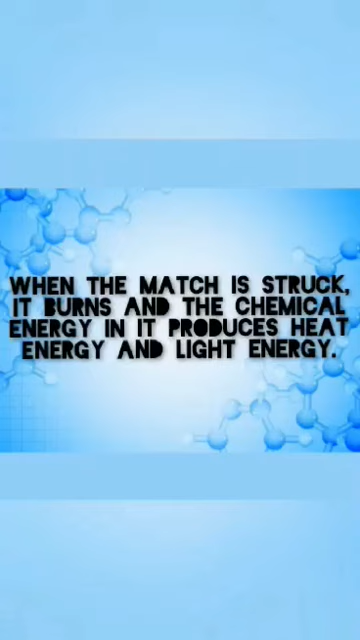 WHEN THE MATCH IS STRUCK,
IT BURNS AND THE CHEMICAL
ENERGY IN IT PRODUCES HEAT
ENERGY AND LIGHT ENERGY.